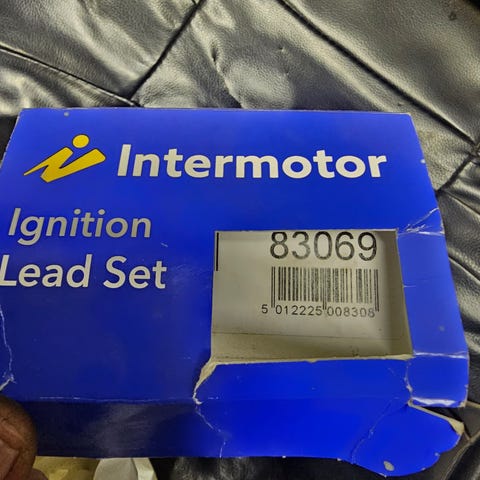 Intermotor
Ignition
Lead Set
83069
5 012225 008308